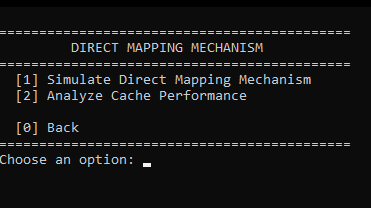 ============================================
DIRECT MAPPING MECHANISM
============================================
[1] Simulate Direct Mapping Mechanism
[2] Analyze Cache Performance
[0] Back
============================================
Choose an option: